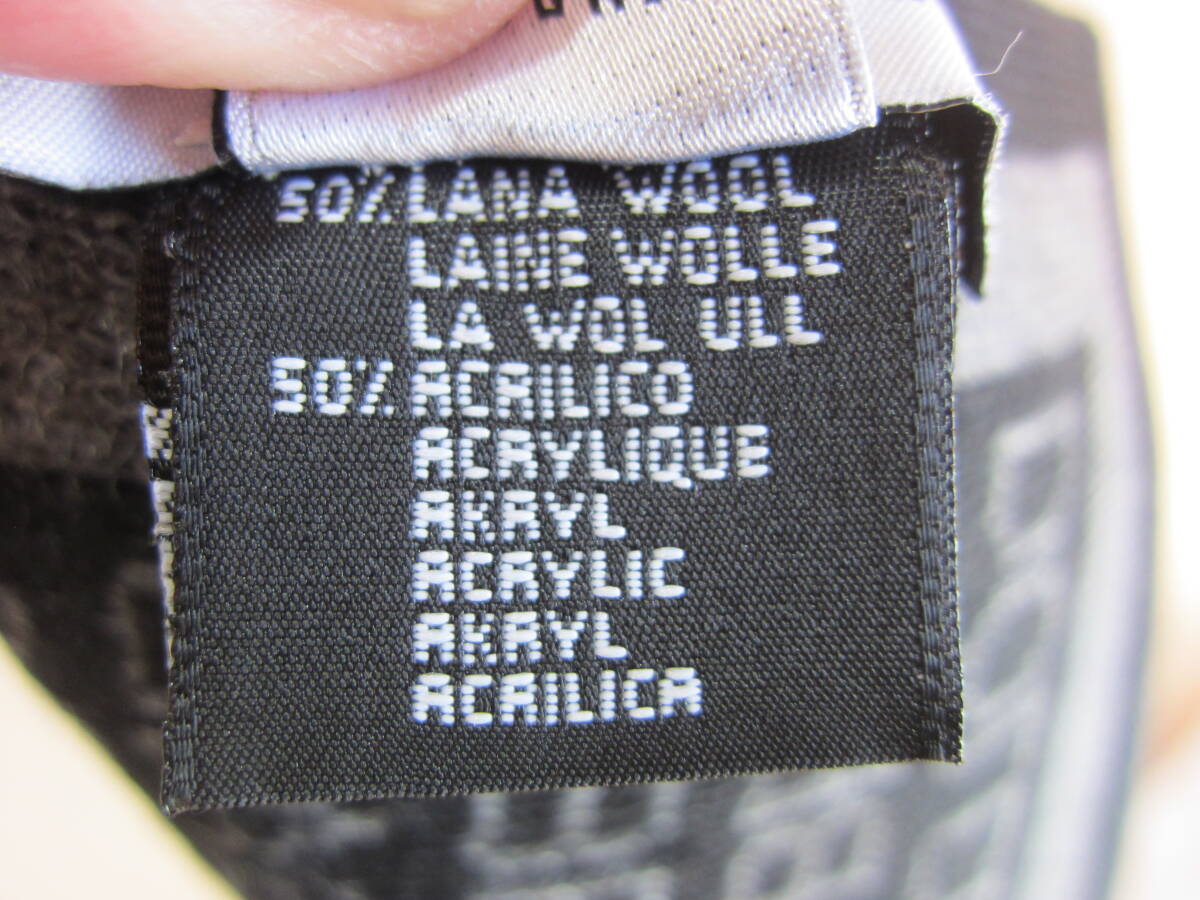 50% LANA WOOL
LAINE WOLLE
LA WOL ULL
50% ACRILICO
ACRYLIQUE
AKRYL
ACRYLIC
AKRYL
ACRILICA